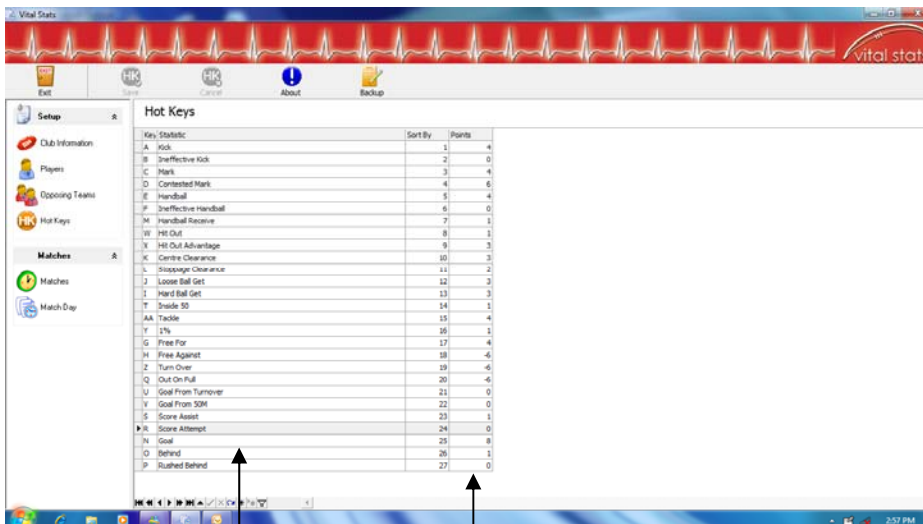 Vital Stats
vital stat
Exit Save Cancel About Backup
Setup
Club Information
Players
Opposing Teams
HK Hot Keys
Matches
Matches
Match Day
Hot Keys
Key Statistic Sort By Points
A Kick 1 4
B Ineffective Kick 2 0
C Mark 3 4
D Contested Mark 4 6
E Handball 5 4
F Ineffective Handball 6 0
M Handball Receive 7 1
W Hit Out 8 1
X Hit Out Advantage 9 3
K Centre Clearance 10 3
L Stoppage Clearance 11 2
J Loose Ball Get 12 3
I Hard Ball Get 13 3
T Inside 50 14 1
AA Tackle 15 4
Y 1% 16 1
G Free For 17 4
H Free Against 18 -6
Z Turn Over 19 -6
Q Out On Full 20 -6
U Goal From Turnover 21 0
V Goal From 50M 22 0
S Score Assist 23 1
R Score Attempt 24 0
N Goal 25 8
O Behind 26 1
P Rushed Behind 27 0
2:57 PM